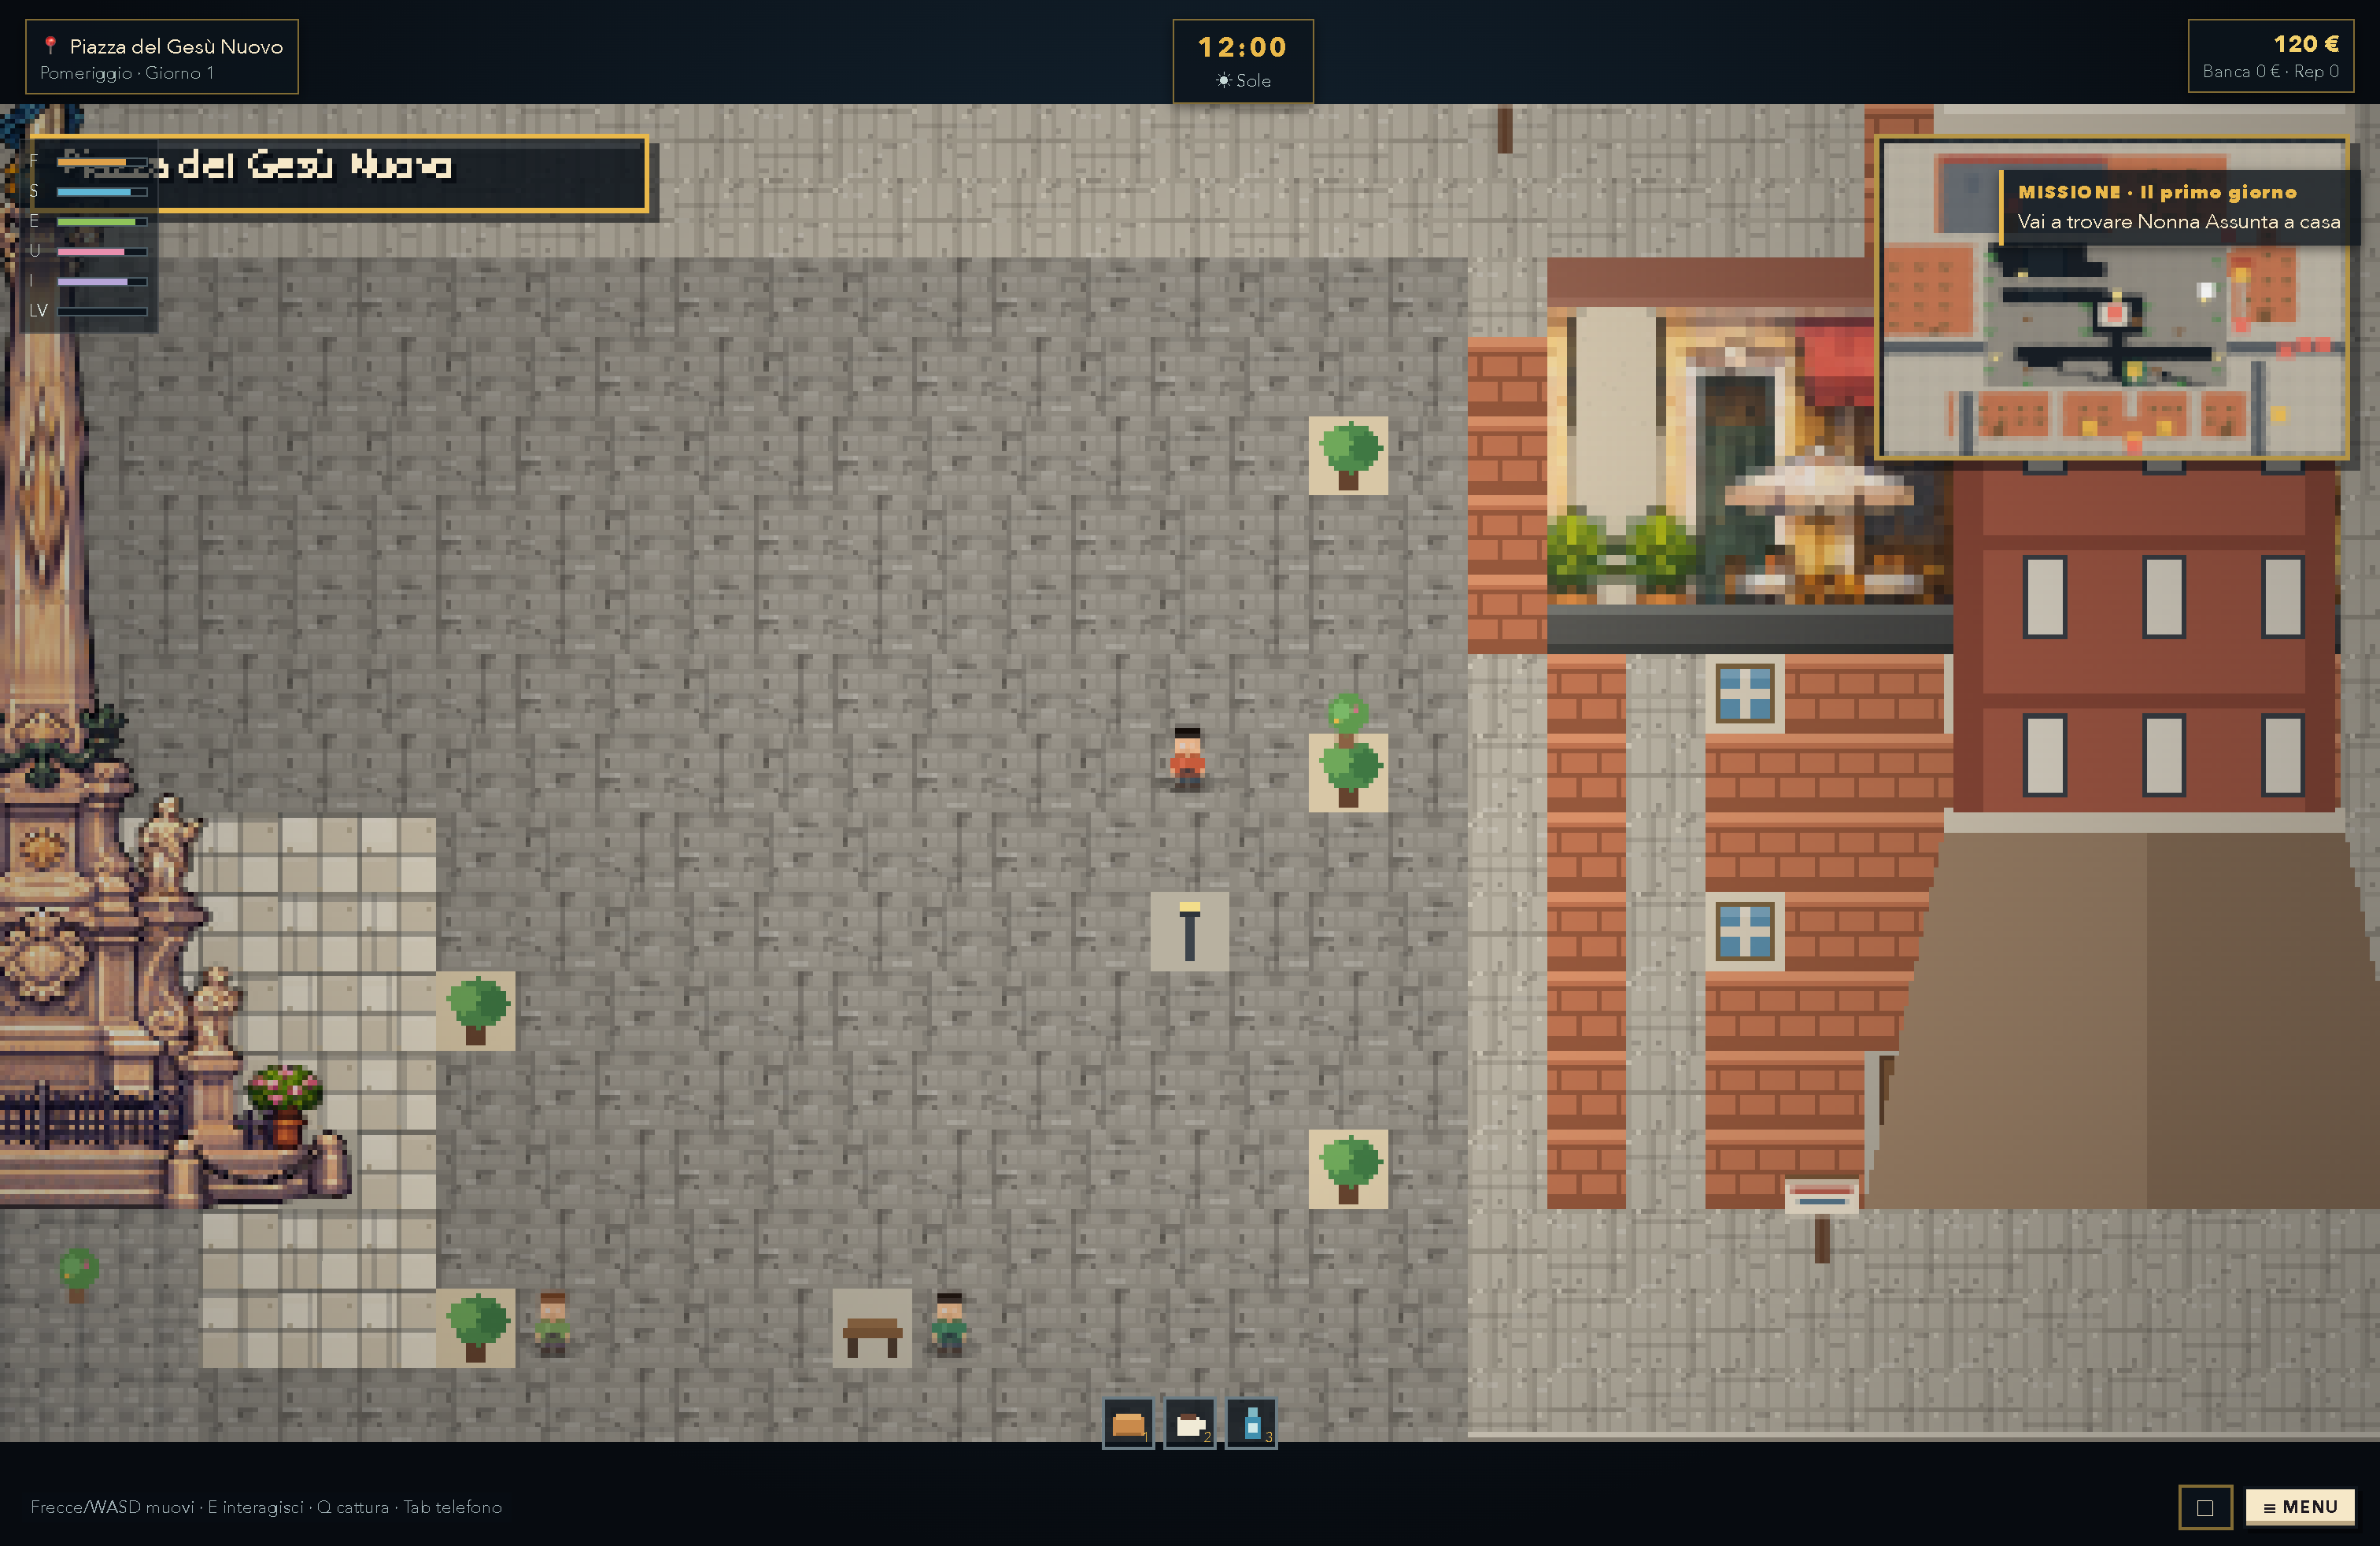 Piazza del Gesù Nuovo
Pomeriggio · Giorno 1
12:00
Sole
120 €
Banca 0 € · Rep 0
del Gesù Nuovo
F
S
E
U
I
LV
MISSIONE · Il primo giorno
Vai a trovare Nonna Assunta a casa
1
2
3
Frecce/WASD muovi · E interagisci · Q cattura · Tab telefono
≡ MENU